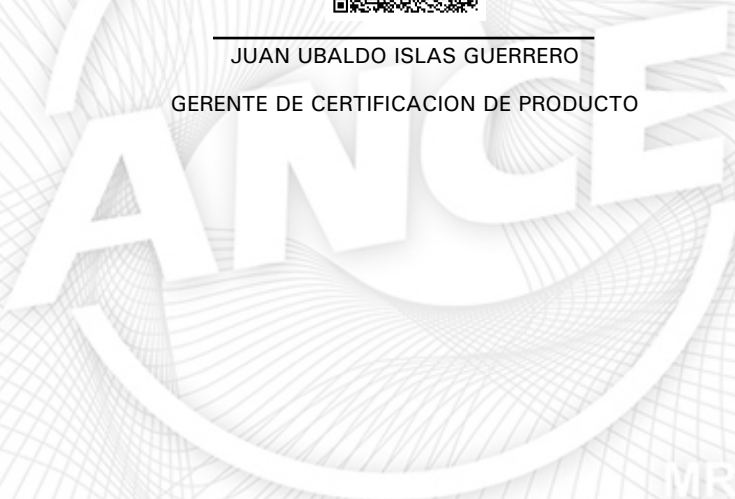 JUAN UBALDO ISLAS GUERRERO
GERENTE DE CERTIFICACION DE PRODUCTO
ANCE
MR